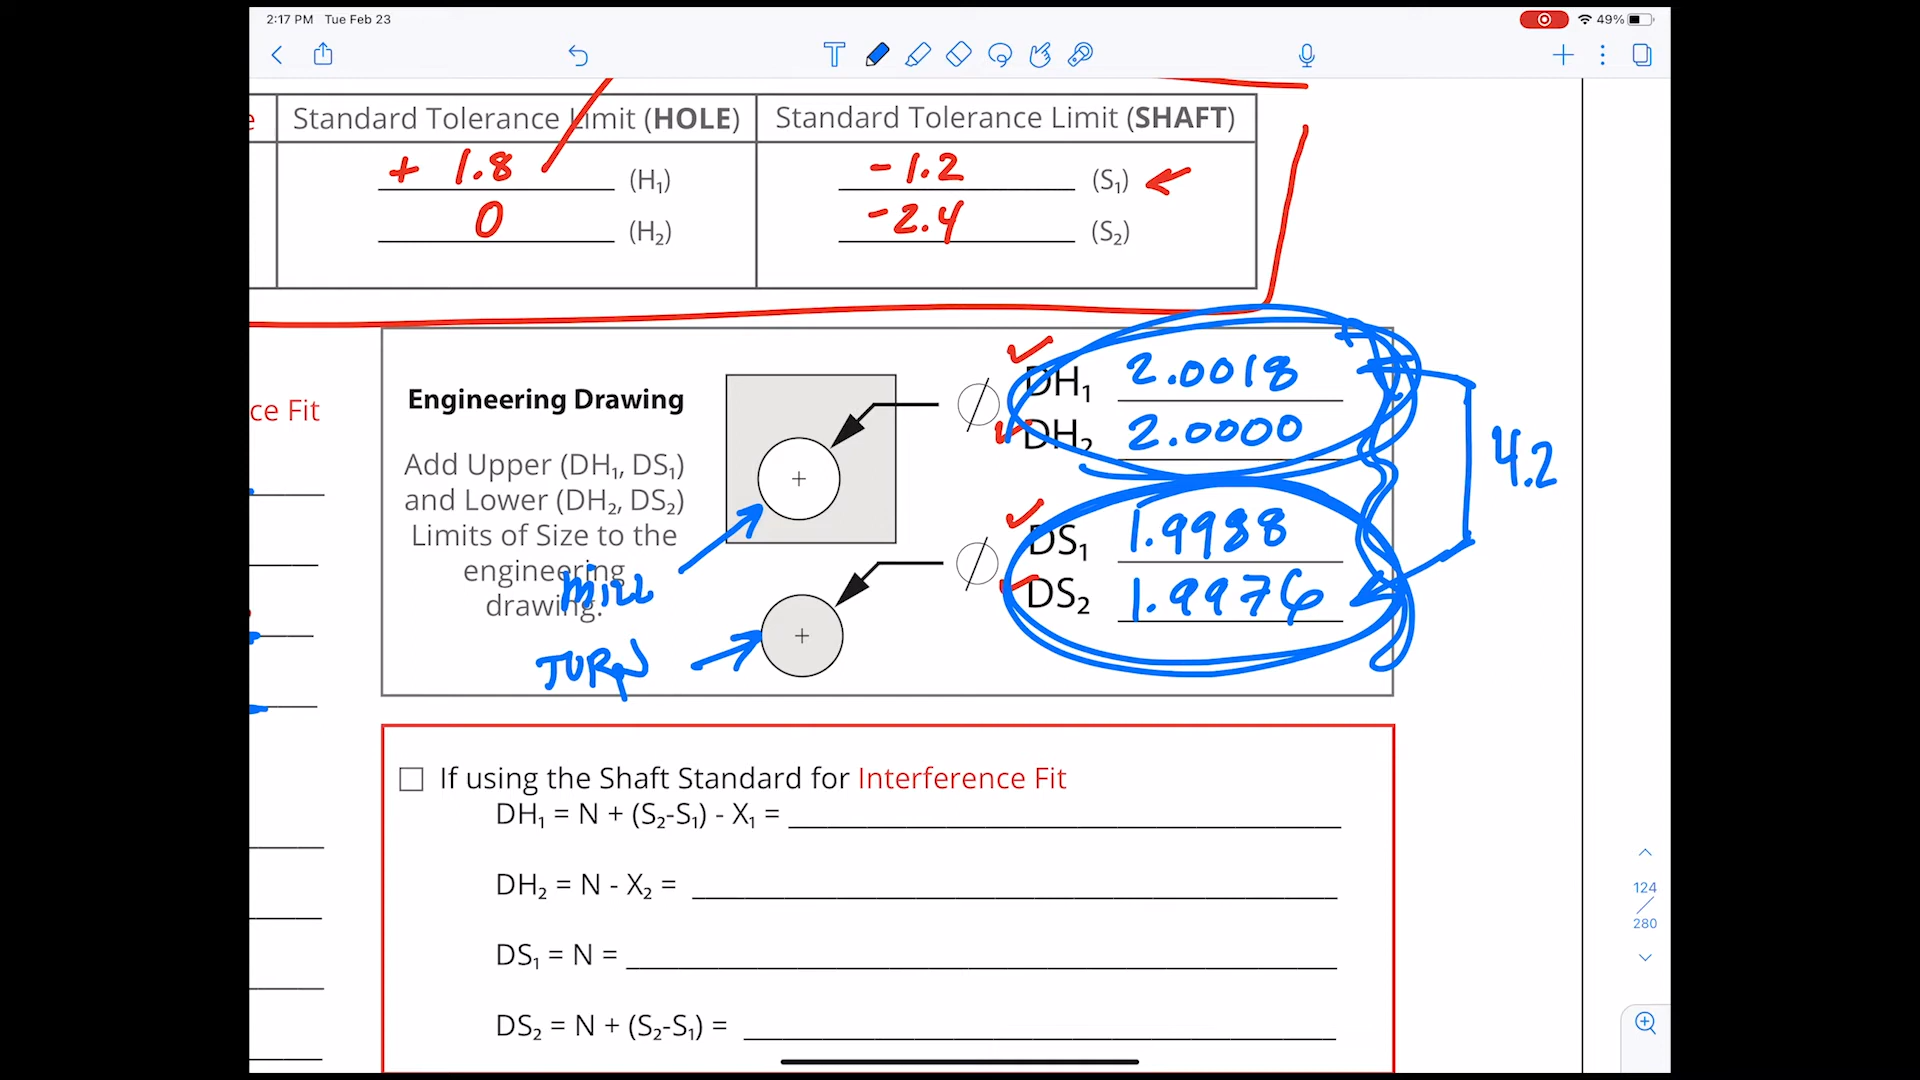 2:17 PM Tue Feb 23
49%
Standard Tolerance Limit (HOLE)
Standard Tolerance Limit (SHAFT)
e
+ 1.8 (H₁)
- 1.2 (S₁)
0 (H₂)
-2.4 (S₂)
ce Fit
Engineering Drawing
Add Upper (DH₁, DS₁)
and Lower (DH₂, DS₂)
Limits of Size to the
engineering
drawing.
MILL
TURN
DH₁ 2.0018
DH₂ 2.0000
DS₁ 1.9988
DS₂ 1.9976
4.2
If using the Shaft Standard for Interference Fit
DH₁ = N + (S₂-S₁) - X₁ =
DH₂ = N - X₂ =
DS₁ = N =
DS₂ = N + (S₂-S₁) =
124
280